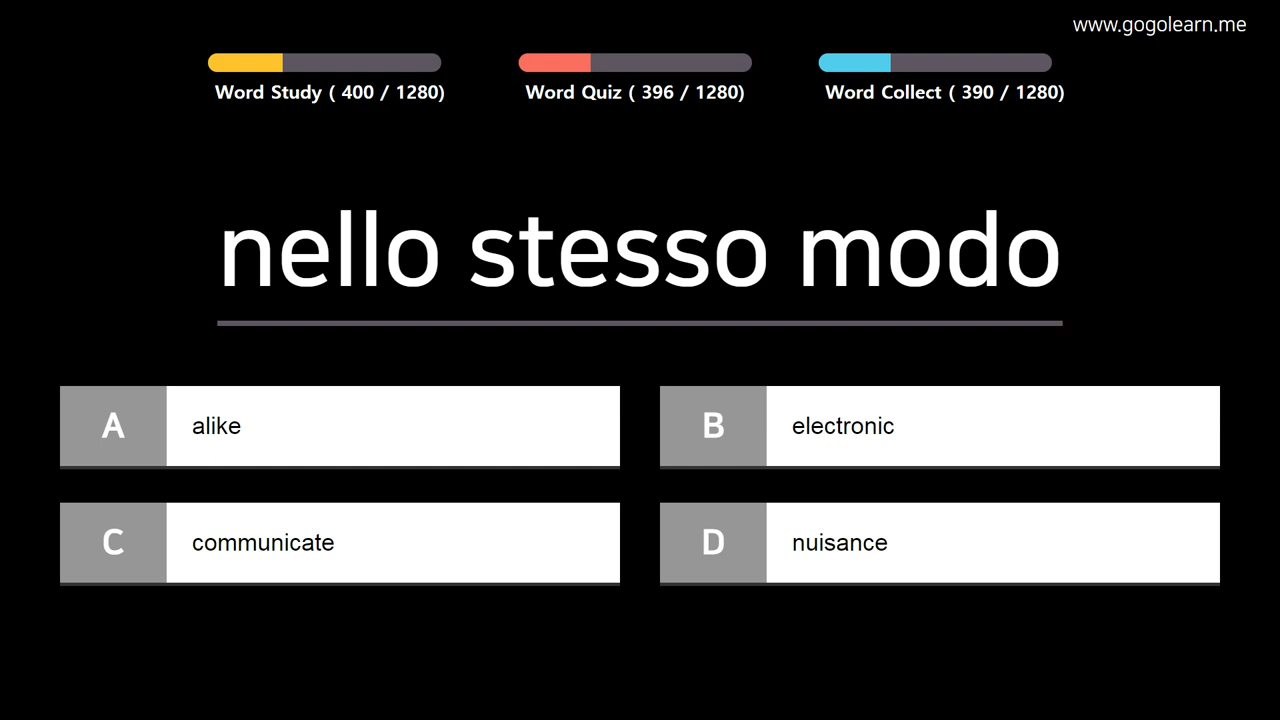 www.gogolearn.me
Word Study ( 400 / 1280)
Word Quiz ( 396 / 1280)
Word Collect ( 390 / 1280)
nello stesso modo
A alike
B electronic
C communicate
D nuisance